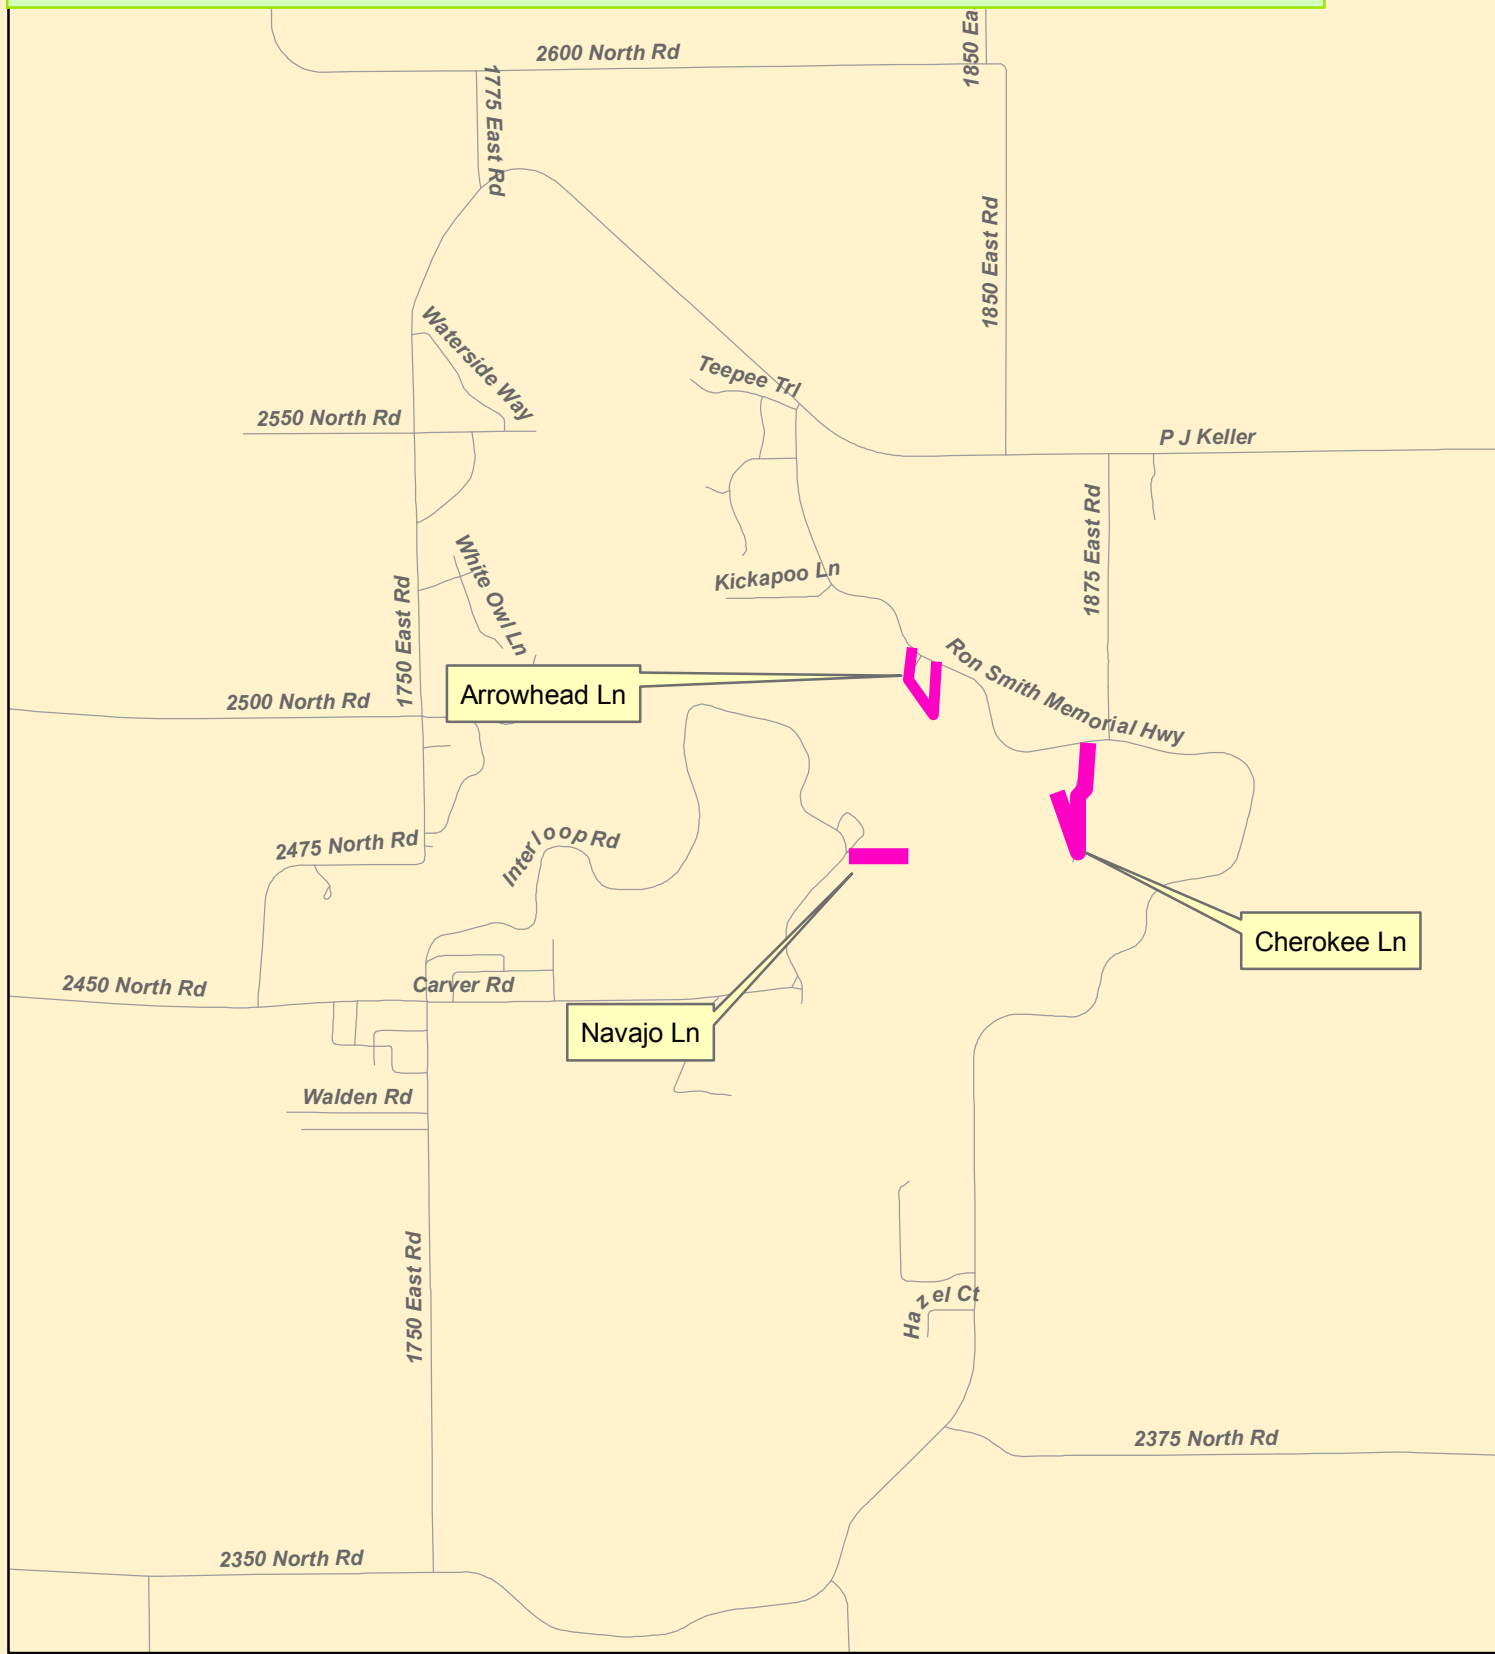 2600 North Rd
1850 Ea
1775 East Rd
1850 East Rd
Waterside Way
Teepee Trl
2550 North Rd
P J Keller
1875 East Rd
White Owl Ln
Kickapoo Ln
1750 East Rd
Ron Smith Memorial Hwy
Arrowhead Ln
2500 North Rd
2475 North Rd
Interloop Rd
Cherokee Ln
2450 North Rd
Carver Rd
Navajo Ln
Walden Rd
1750 East Rd
Hazel Ct
2375 North Rd
2350 North Rd